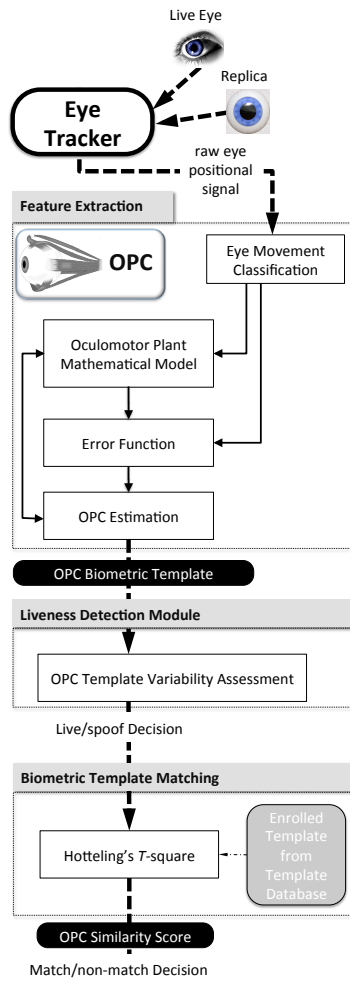 Live Eye
Replica
Eye
Tracker
raw eye
positional
signal
Feature Extraction
OPC
Eye Movement
Classification
Oculomotor Plant
Mathematical Model
Error Function
OPC Estimation
OPC Biometric Template
Liveness Detection Module
OPC Template Variability Assessment
Live/spoof Decision
Biometric Template Matching
Hotteling's T-square
Enrolled
Template
from
Template
Database
OPC Similarity Score
Match/non-match Decision